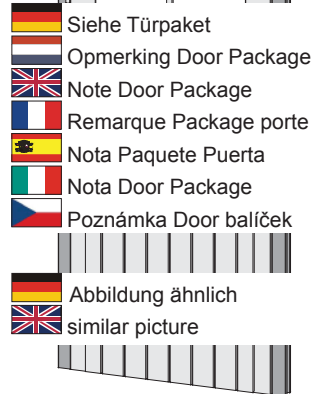 Siehe Türpaket
Opmerking Door Package
Note Door Package
Remarque Package porte
Nota Paquete Puerta
Nota Door Package
Poznámka Door balíček
Abbildung ähnlich
similar picture